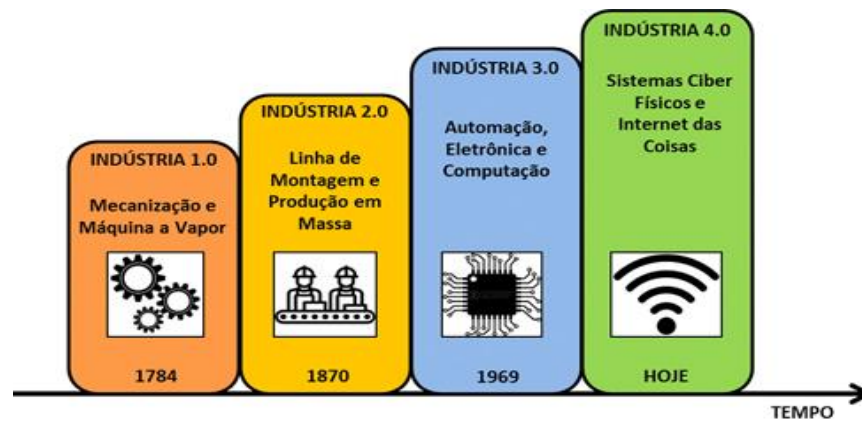 INDÚSTRIA 1.0
Mecanização e
Máquina a Vapor
1784
INDÚSTRIA 2.0
Linha de
Montagem e
Produção em
Massa
1870
INDÚSTRIA 3.0
Automação,
Eletrônica e
Computação
1969
INDÚSTRIA 4.0
Sistemas Ciber
Físicos e
Internet das
Coisas
HOJE
TEMPO